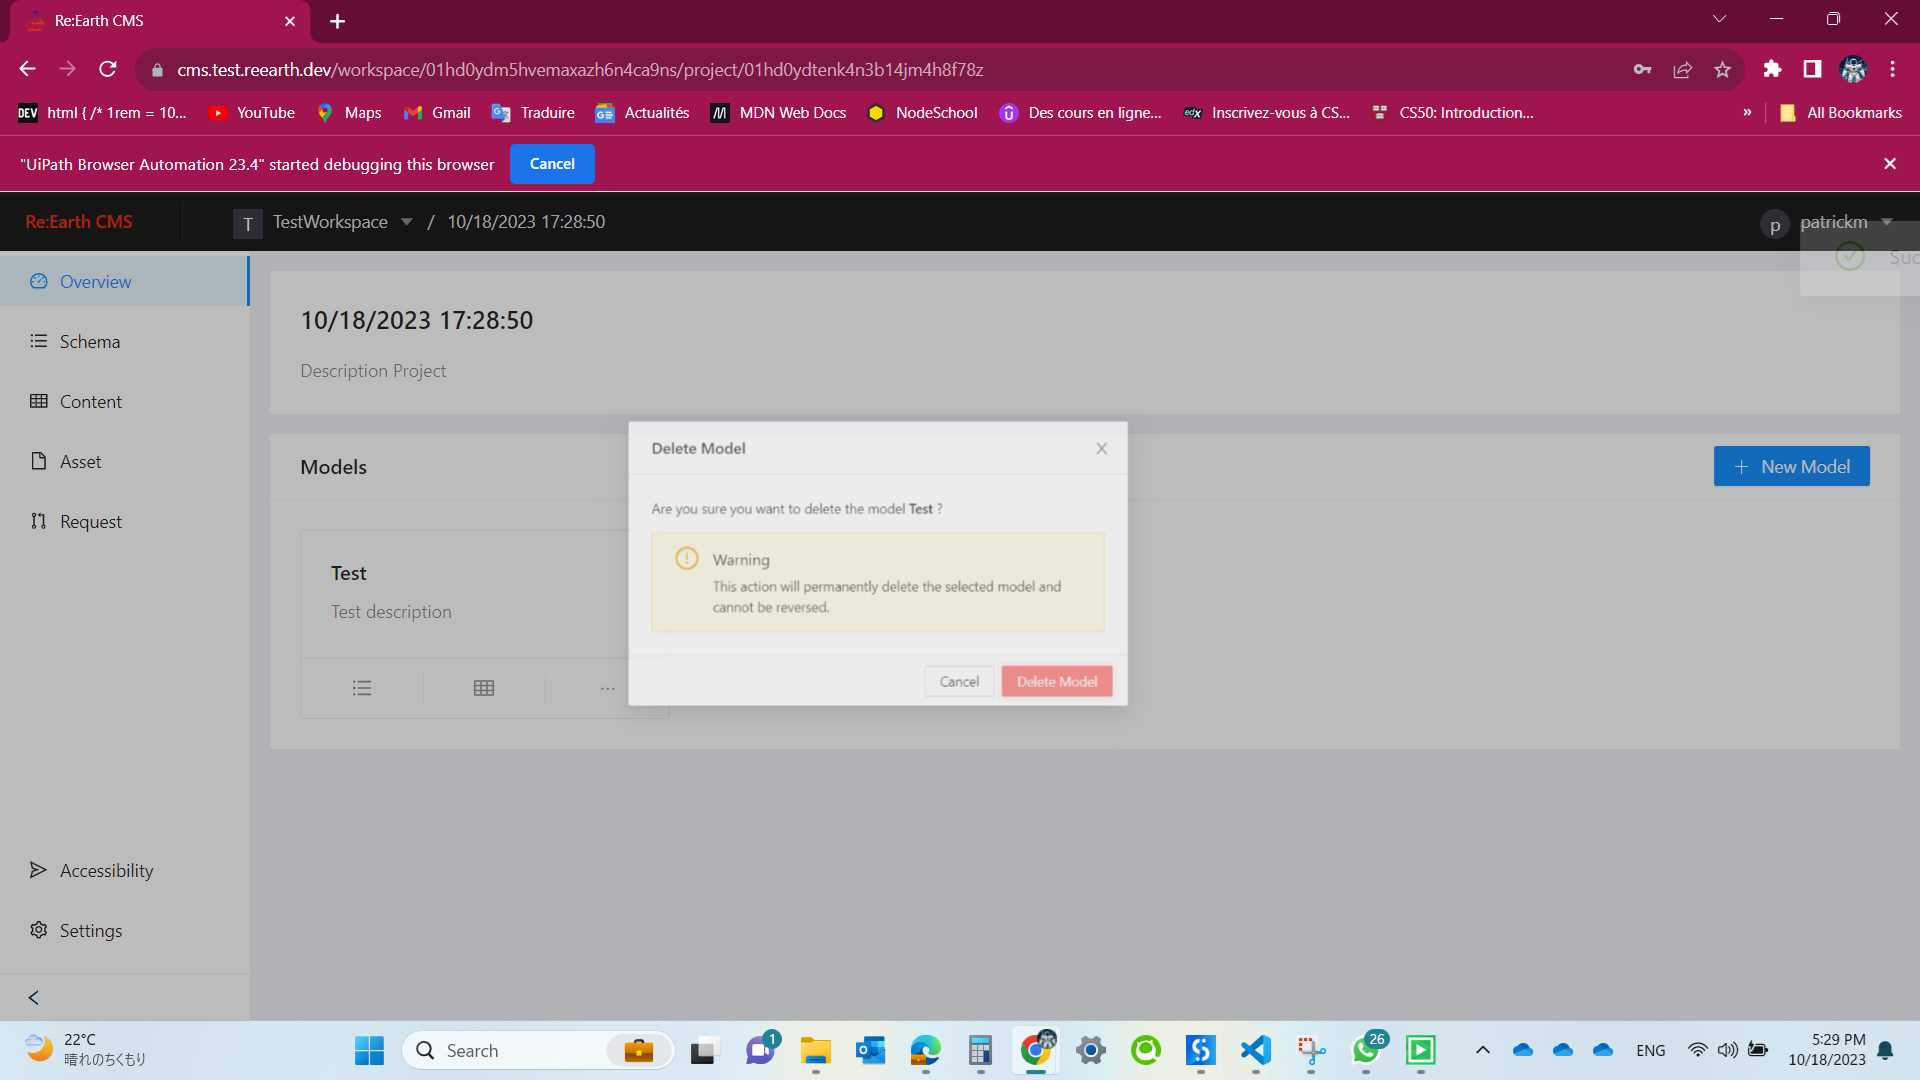 Re:Earth CMS
cms.test.reearth.dev/workspace/01hd0ydm5hvemaxazh6n4ca9ns/project/01hd0ydtenk4n3b14jm4h8f78z
DEV html { /* 1rem = 10... YouTube Maps Gmail Traduire Actualités MDN Web Docs NodeSchool Des cours en ligne... edX Inscrivez-vous à CS... CS50: Introduction... » All Bookmarks
"UiPath Browser Automation 23.4" started debugging this browser Cancel
Re:Earth CMS T TestWorkspace / 10/18/2023 17:28:50 p patrickm
Suc
Overview
Schema
Content
Asset
Request
Accessibility
Settings
10/18/2023 17:28:50
Description Project
Models
New Model
Test
Test description
Delete Model
Are you sure you want to delete the model Test ?
Warning
This action will permanently delete the selected model and
cannot be reversed.
Cancel Delete Model
22°C
晴れのちくもり
Search
1
26
ENG
5:29 PM
10/18/2023